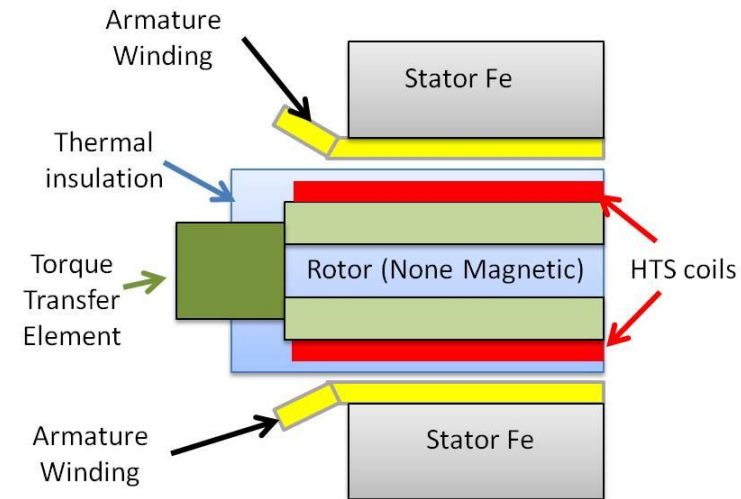 Armature
Winding
Stator Fe
Thermal
insulation
Rotor (None Magnetic)
HTS coils
Torque
Transfer
Element
Armature
Winding
Stator Fe